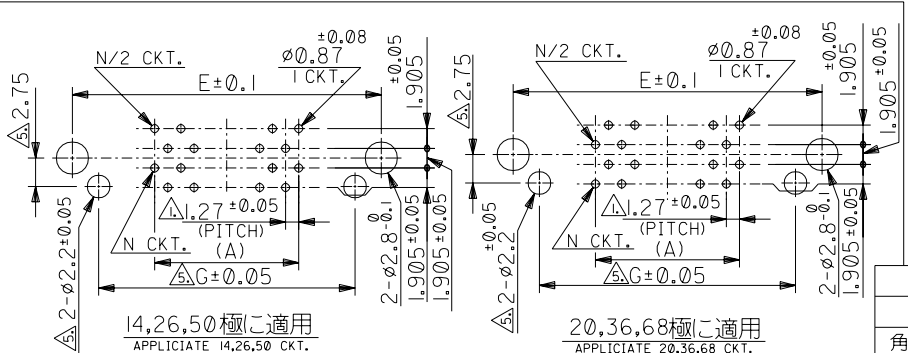 N/2 CKT.
E±0.1
±0.08
ø0.87
1 CKT.
±0.05
1.905
5. 2.75
1. 1.27 ±0.05
(PITCH)
(A)
N CKT.
5. G±0.05
5. 2-ø2.2±0.05
2-ø2.8 0 -0.1
1.905±0.05
1.905±0.05
14,26,50極に適用
APPLICIATE 14,26,50 CKT.
N/2 CKT.
E±0.1
±0.08
ø0.87
1 CKT.
±0.05
1.905
±0.05
1.905
5. 2.75
1. 1.27 ±0.05
(PITCH)
(A)
N CKT.
5. G±0.05
5. 2-ø2.2 ±0.05
2-ø2.8 0 -0.1
1.905±0.05
20,36,68極に適用
APPLICIATE 20,36,68 CKT.
角